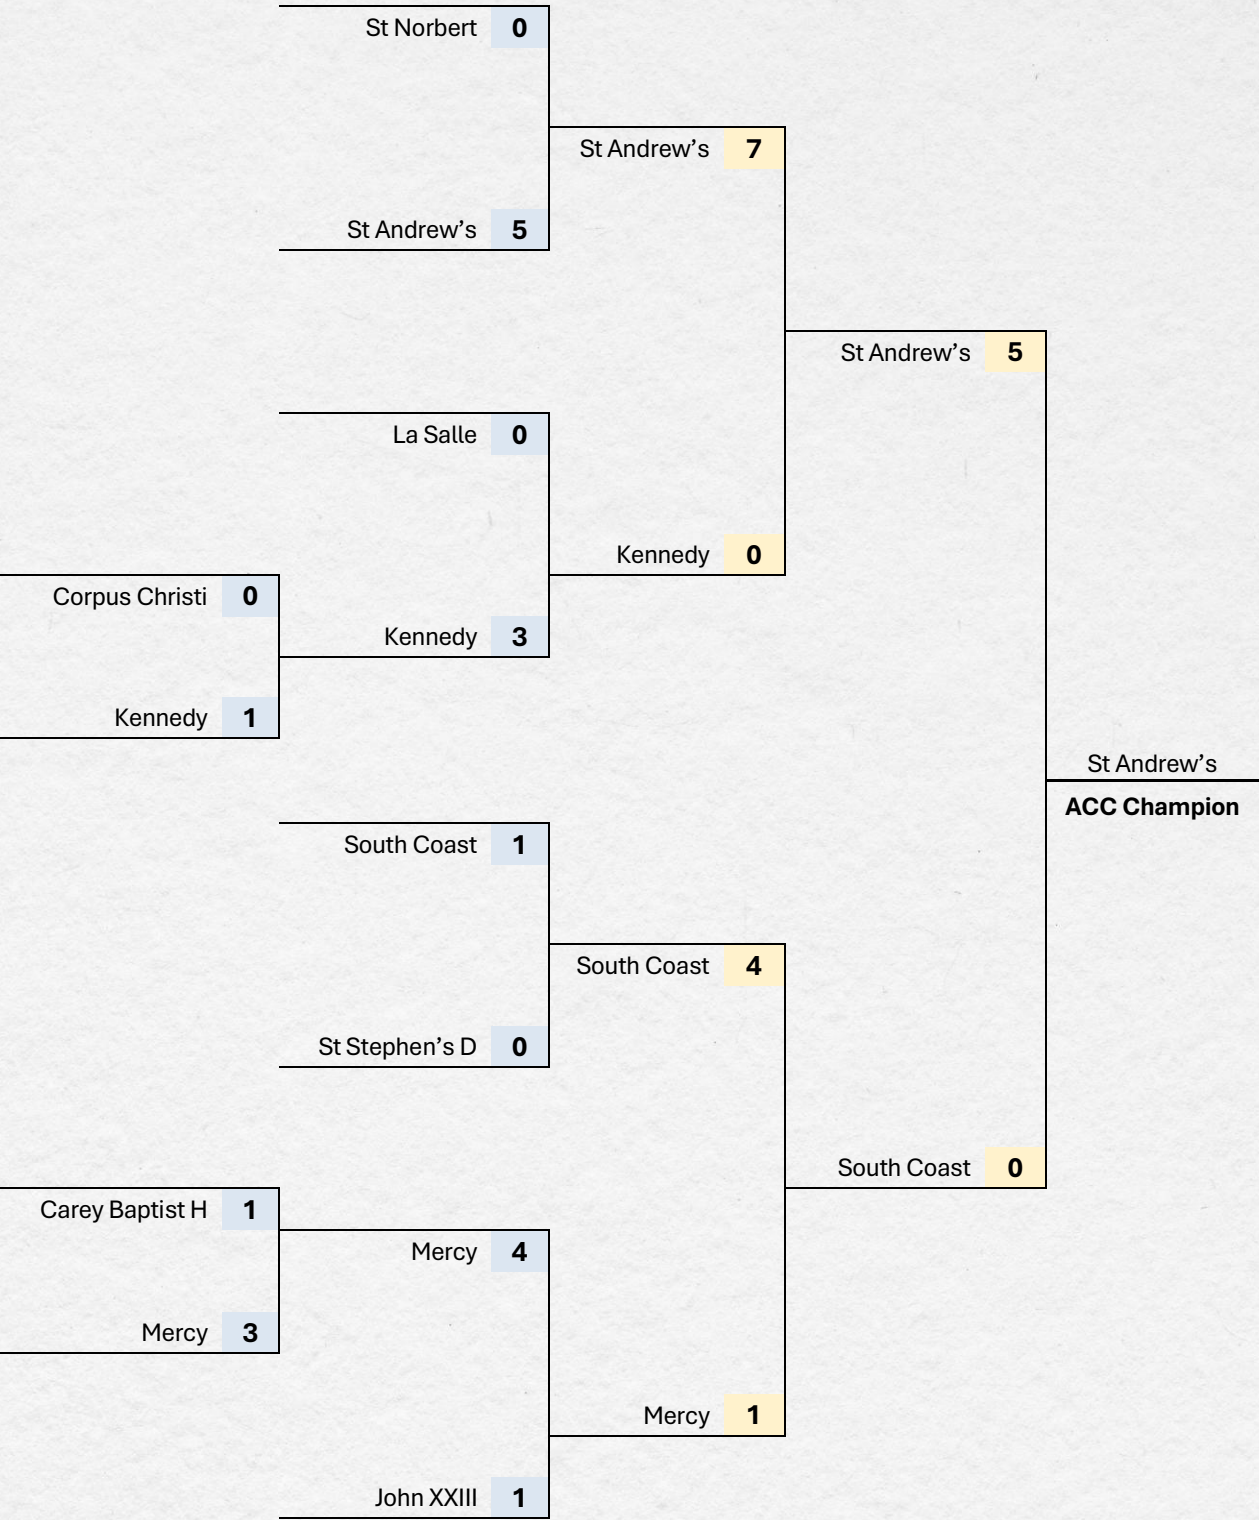 St Norbert 0
St Andrew’s 7
St Andrew’s 5
St Andrew’s 5
La Salle 0
Kennedy 0
Corpus Christi 0
Kennedy 3
Kennedy 1
St Andrew’s
ACC Champion
South Coast 1
South Coast 4
St Stephen’s D 0
South Coast 0
Carey Baptist H 1
Mercy 4
Mercy 3
Mercy 1
John XXIII 1